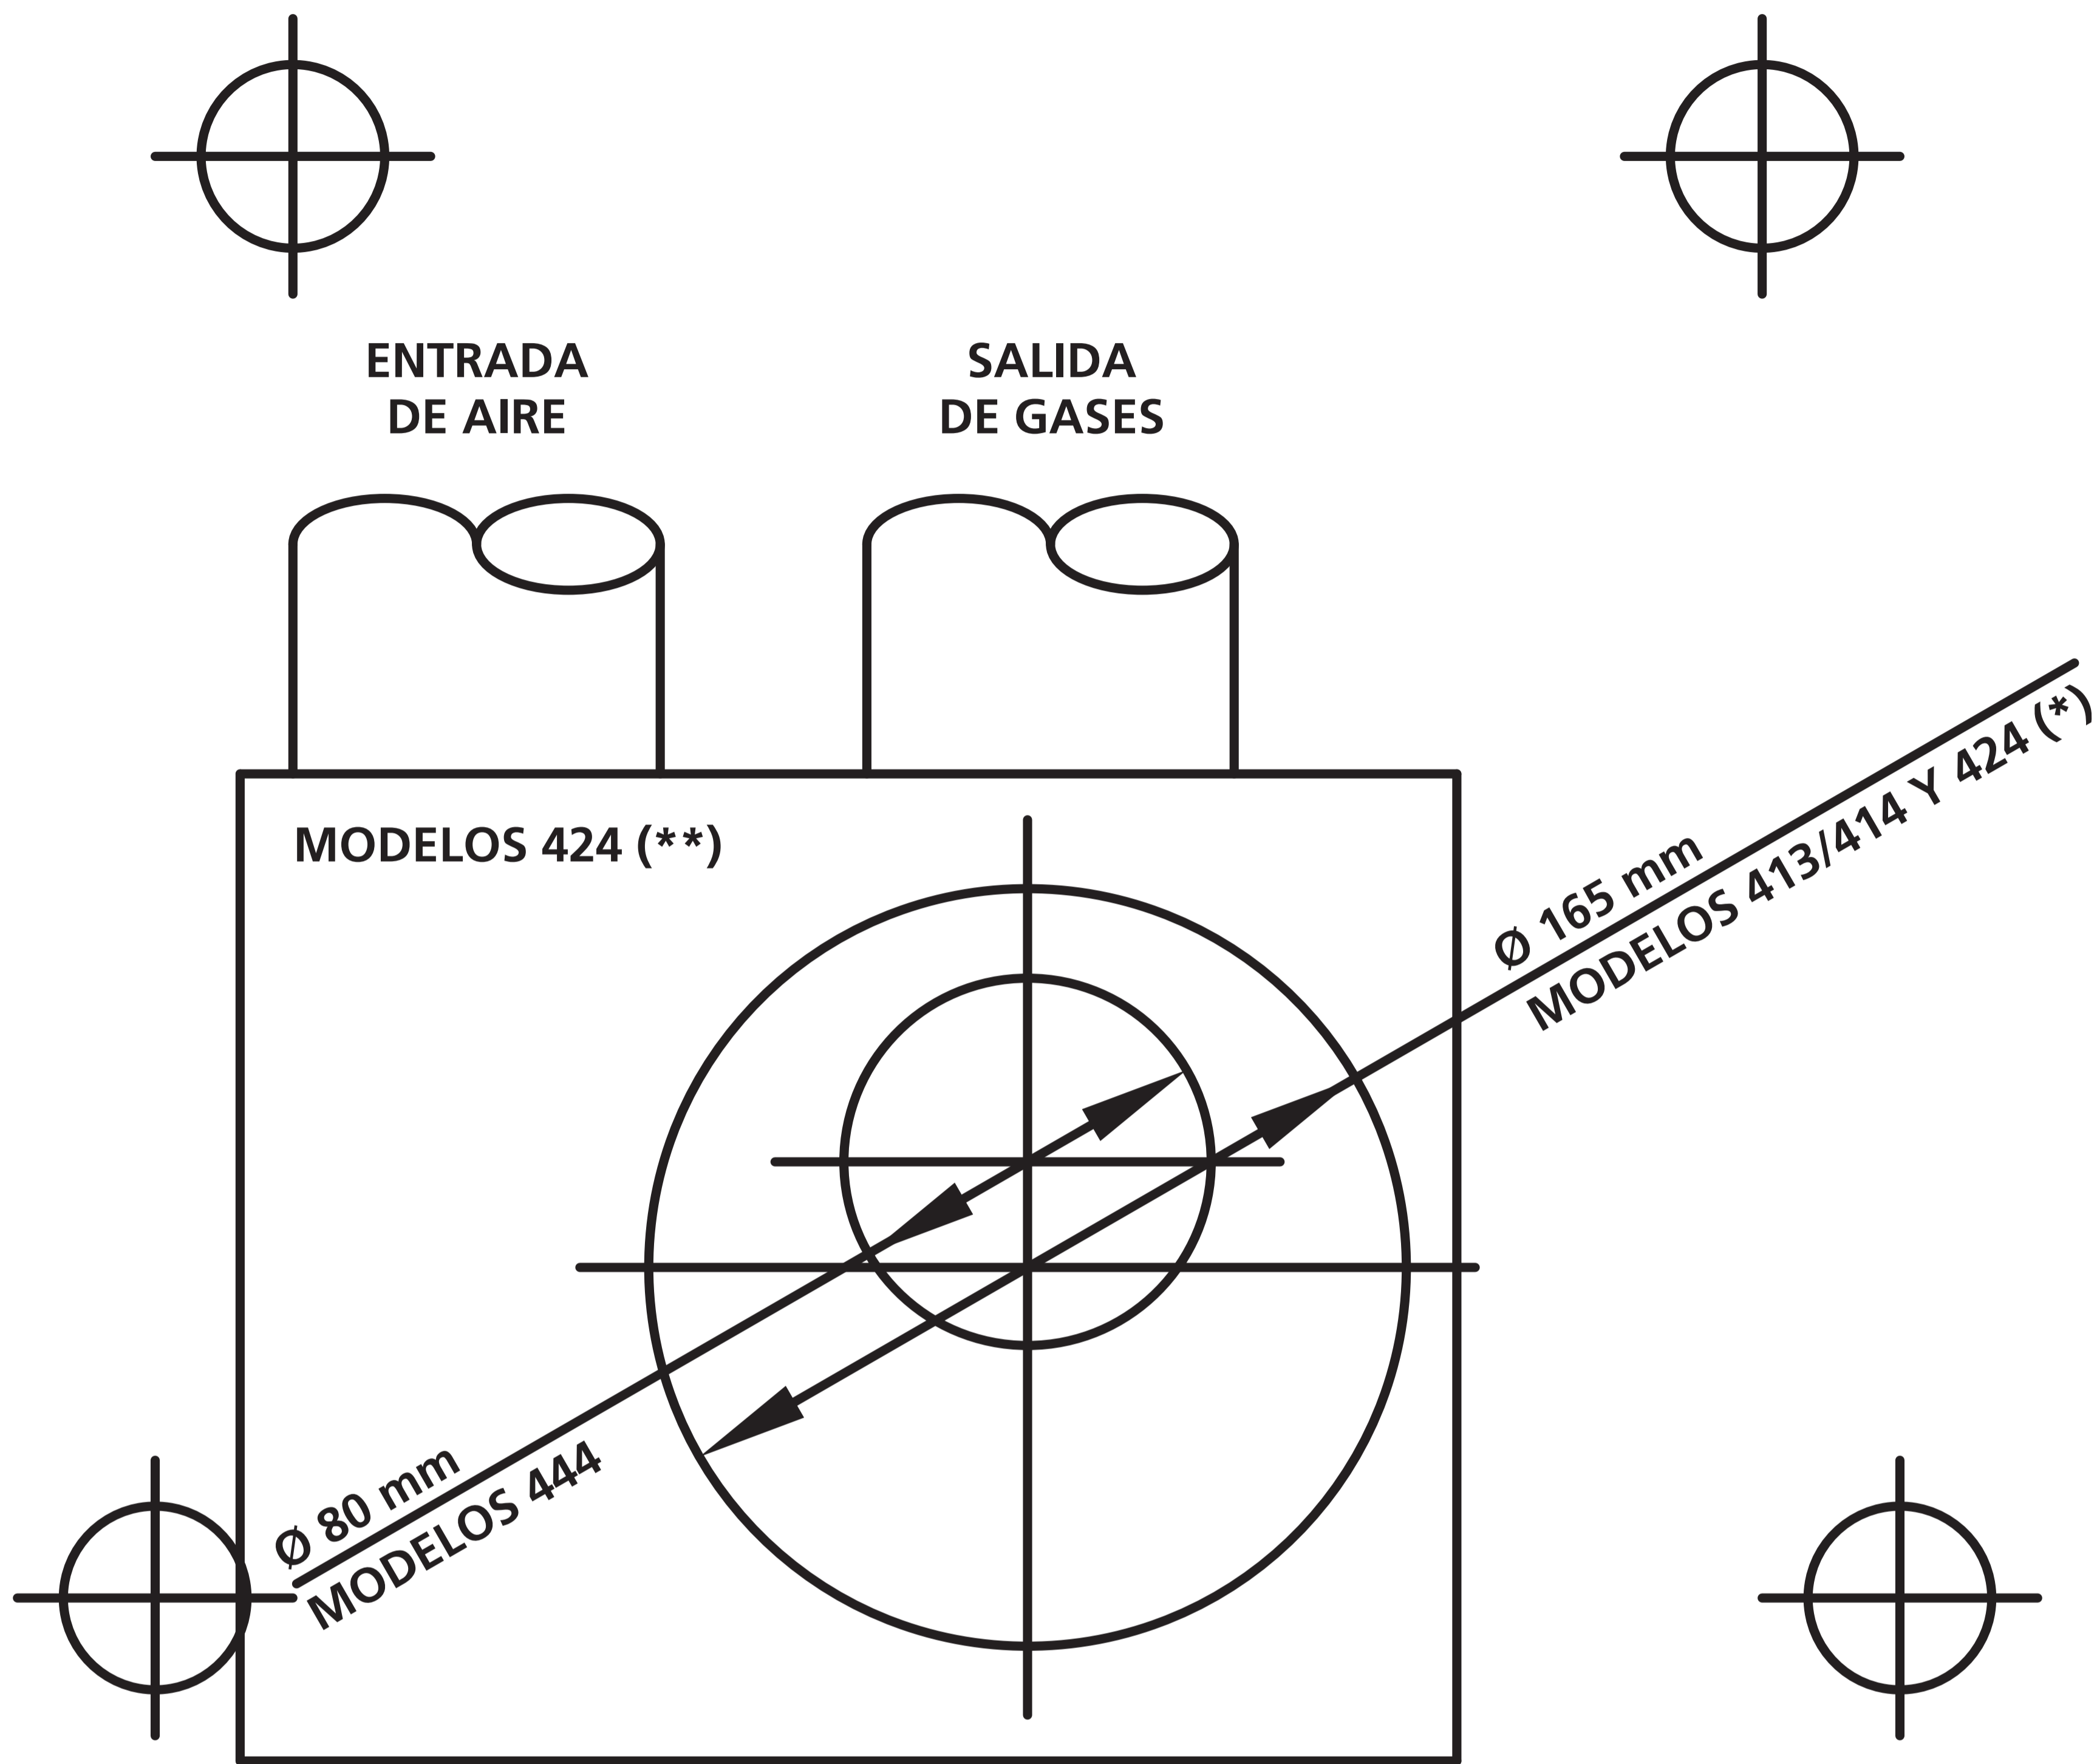 ENTRADA
DE AIRE
SALIDA
DE GASES
MODELOS 424 (**)
Ø 165 mm
MODELOS 413/414 Y 424 (*)
Ø 80 mm
MODELOS 444